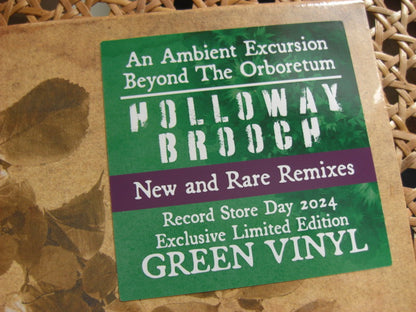 An Ambient Excursion
Beyond The Orboretum
HOLLOWAY
BROOCH
New and Rare Remixes
Record Store Day 2024
Exclusive Limited Edition
GREEN VINYL